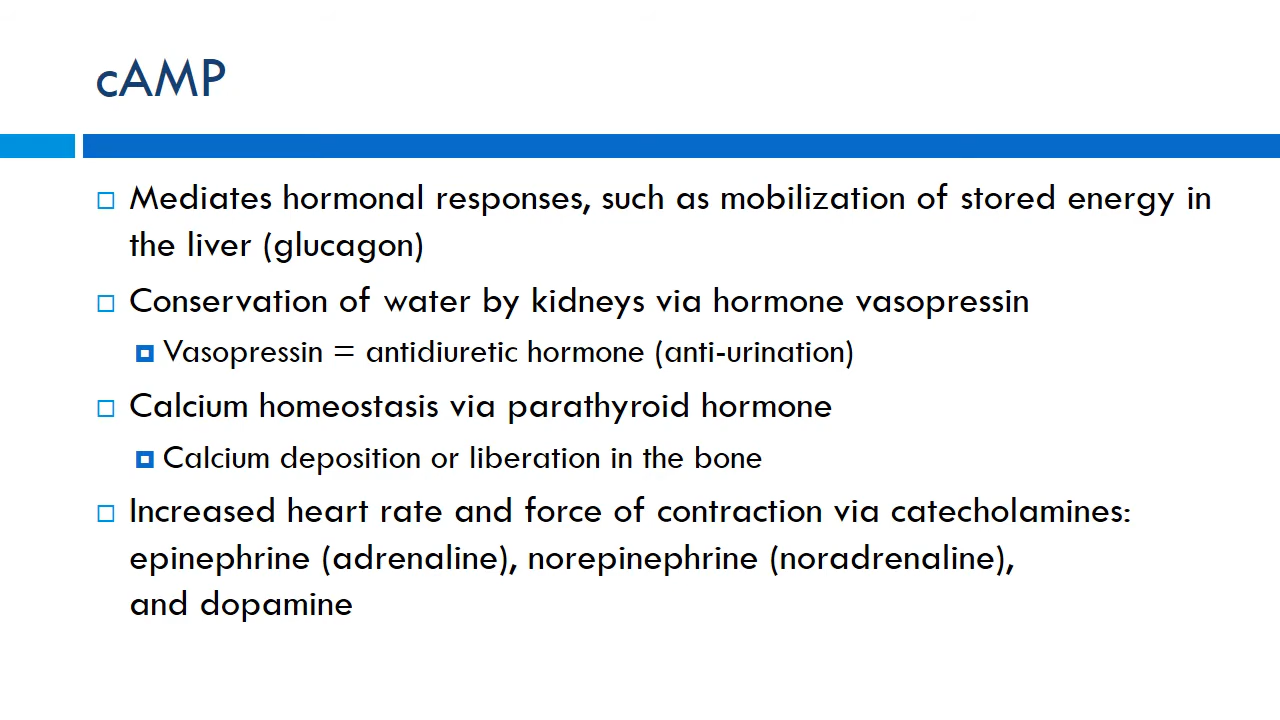 cAMP
Mediates hormonal responses, such as mobilization of stored energy in
the liver (glucagon)
Conservation of water by kidneys via hormone vasopressin
Vasopressin = antidiuretic hormone (anti-urination)
Calcium homeostasis via parathyroid hormone
Calcium deposition or liberation in the bone
Increased heart rate and force of contraction via catecholamines:
epinephrine (adrenaline), norepinephrine (noradrenaline),
and dopamine